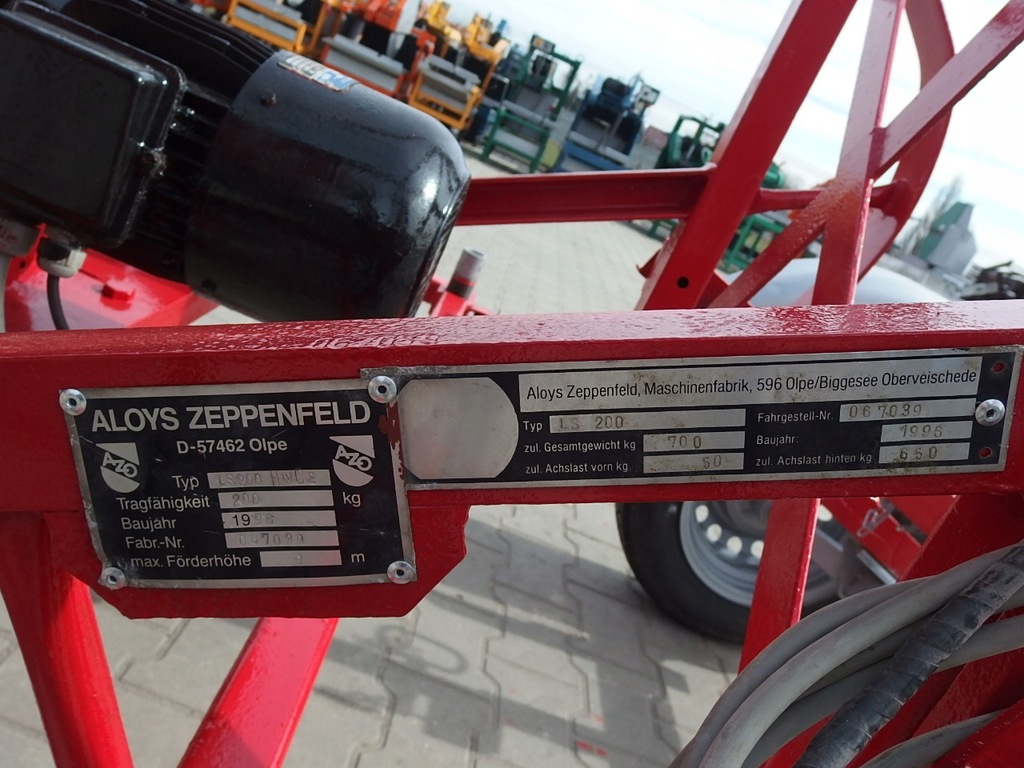 ALOYS ZEPPENFELD
D-57462 Olpe
AZO AZO
Typ LS200
Tragfähigkeit 200 kg
Baujahr 1996
Fabr.-Nr. 067039
max. Förderhöhe m
Aloys Zeppenfeld, Maschinenfabrik, 596 Olpe/Biggesee Oberveischede
Typ LS 200
zul. Gesamtgewicht kg 700
zul. Achslast vorn kg 50
Fahrgestell-Nr. 067039
Baujahr: 1996
zul. Achslast hinten kg 650